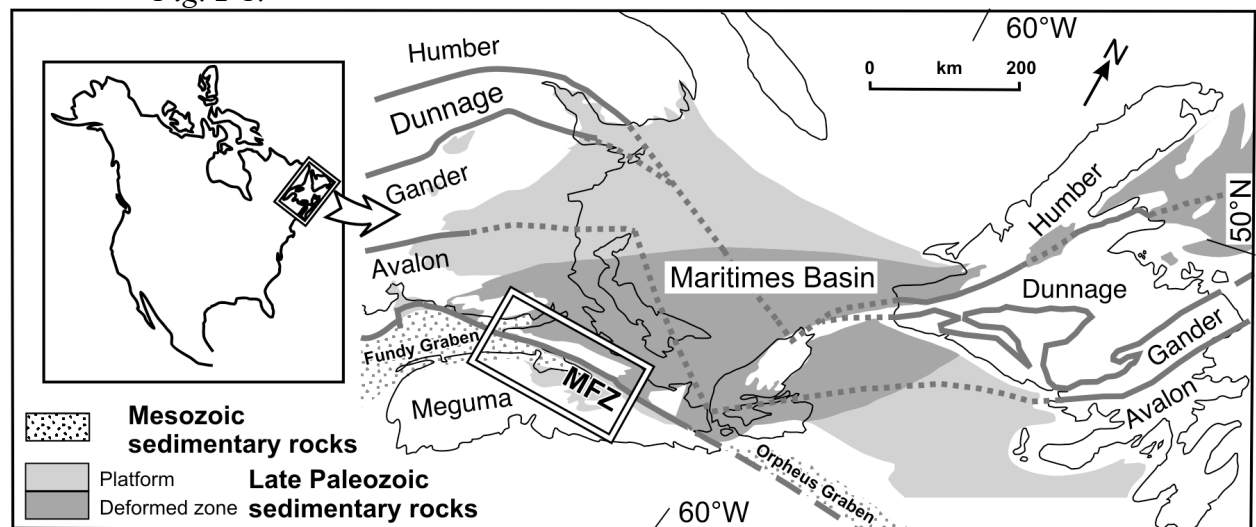 60°W
0 km 200
N
Humber
Dunnage
Gander
Avalon
Humber
50°N
Maritimes Basin
Dunnage
Fundy Graben
Gander
MFZ
Meguma
Avalon
Mesozoic
sedimentary rocks
Orpheus Graben
Platform
Late Paleozoic
Deformed zone
sedimentary rocks
60°W